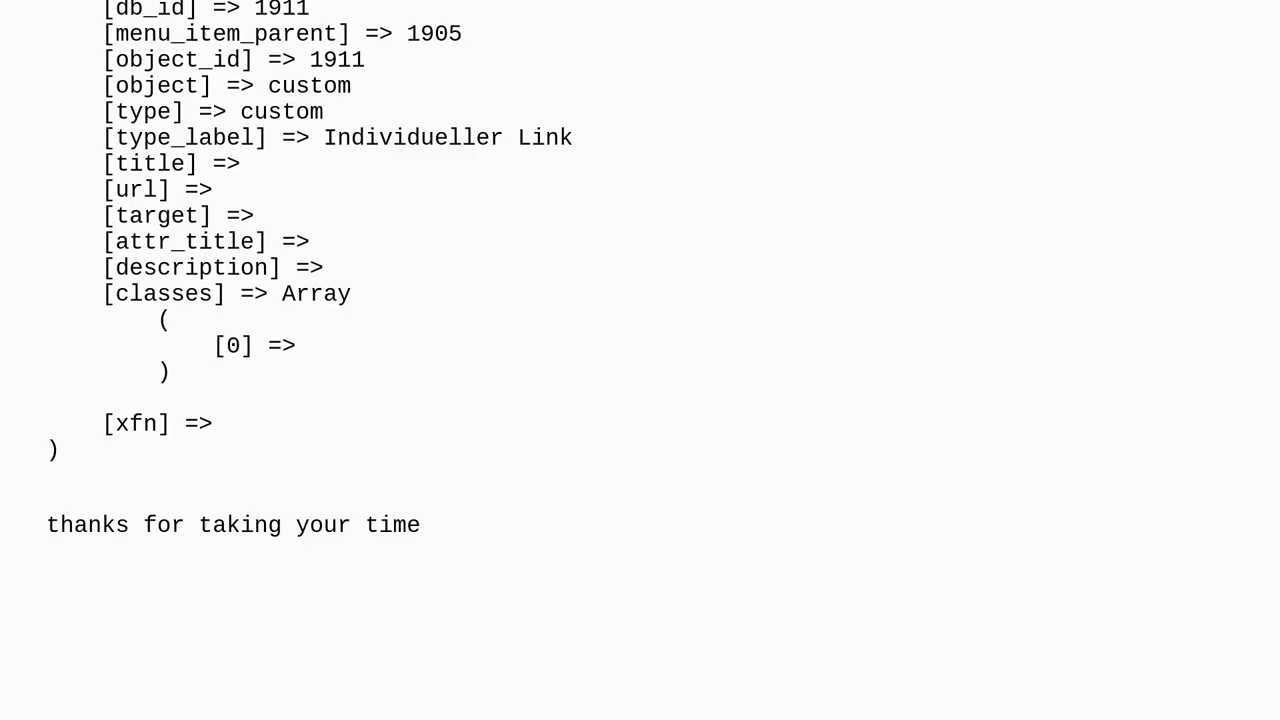 [db_id] => 1911
[menu_item_parent] => 1905
[object_id] => 1911
[object] => custom
[type] => custom
[type_label] => Individueller Link
[title] =>
[url] =>
[target] =>
[attr_title] =>
[description] =>
[classes] => Array
(
[0] =>
)
[xfn] =>
)
thanks for taking your time